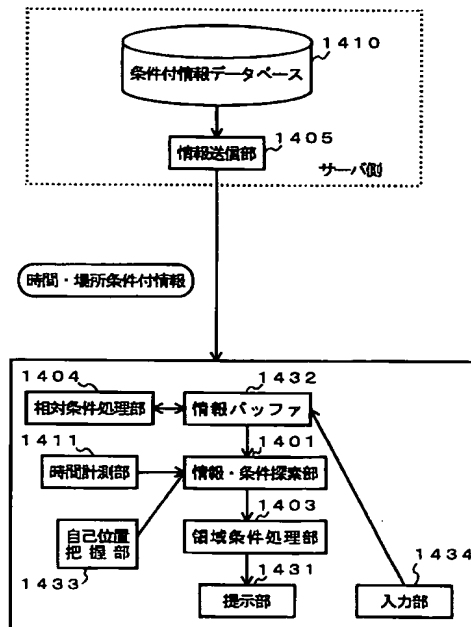 1410
条件付情報データベース
1405
情報送信部
サーバ側
時間・場所条件付情報
1404
1432
相対条件処理部
情報バッファ
1411
1401
時間計測部
情報・条件探索部
1403
自己位置
把握部
領域条件処理部
1433
1431
1434
提示部
入力部